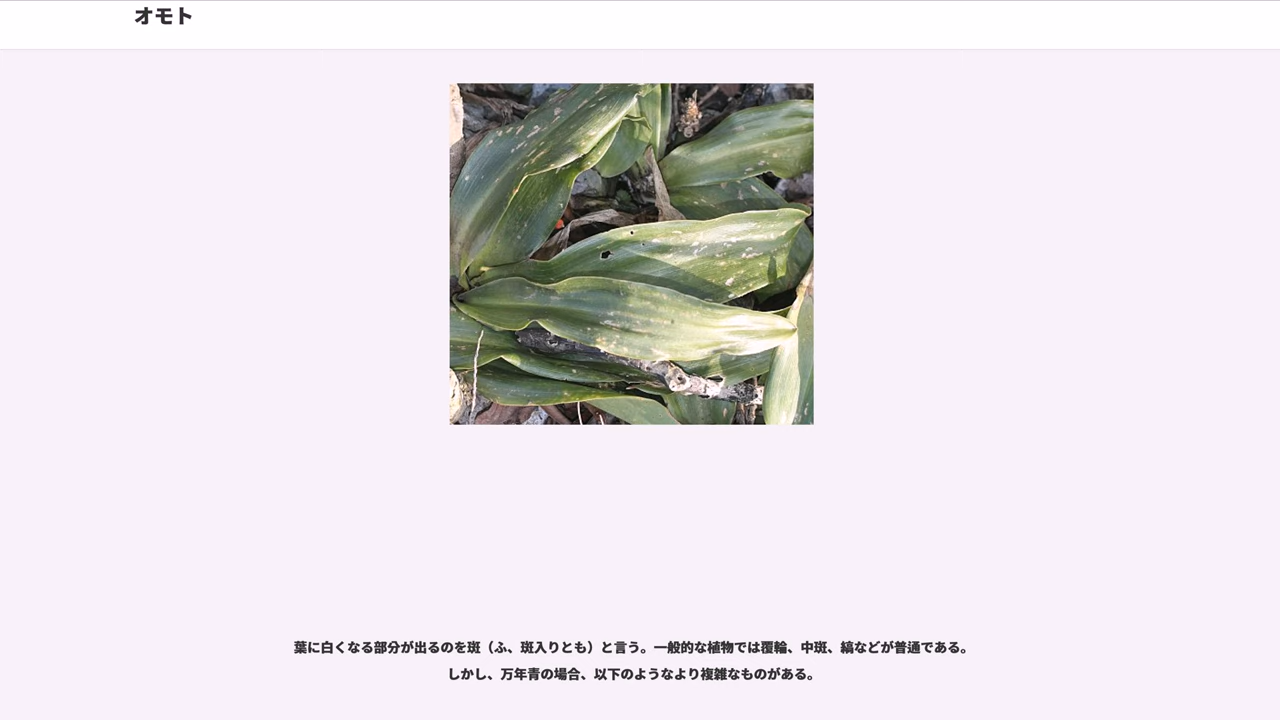 オモト
葉に白くなる部分が出るのを斑（ふ、斑入りとも）と言う。一般的な植物では覆輪、中斑、縞などが普通である。
しかし、万年青の場合、以下のようなより複雑なものがある。